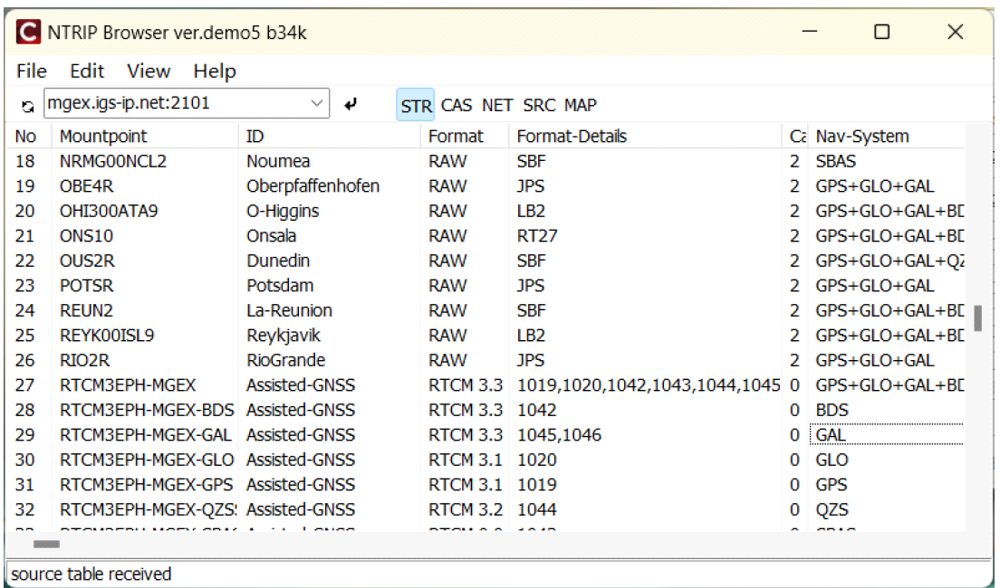 NTRIP Browser ver.demo5 b34k
File Edit View Help
mgex.igs-ip.net:2101 STR CAS NET SRC MAP
No Mountpoint ID Format Format-Details Ca Nav-System
18 NRMG00NCL2 Noumea RAW SBF 2 SBAS
19 OBE4R Oberpfaffenhofen RAW JPS 2 GPS+GLO+GAL
20 OHI300ATA9 O-Higgins RAW LB2 2 GPS+GLO+GAL+BD
21 ONS10 Onsala RAW RT27 2 GPS+GLO+GAL+BD
22 OUS2R Dunedin RAW SBF 2 GPS+GLO+GAL+QZ
23 POTSR Potsdam RAW JPS 2 GPS+GLO+GAL
24 REUN2 La-Reunion RAW SBF 2 GPS+GLO+GAL+BD
25 REYK00ISL9 Reykjavik RAW LB2 2 GPS+GLO+GAL+BD
26 RIO2R RioGrande RAW JPS 2 GPS+GLO+GAL
27 RTCM3EPH-MGEX Assisted-GNSS RTCM 3.3 1019,1020,1042,1043,1044,1045 0 GPS+GLO+GAL+BD
28 RTCM3EPH-MGEX-BDS Assisted-GNSS RTCM 3.3 1042 0 BDS
29 RTCM3EPH-MGEX-GAL Assisted-GNSS RTCM 3.3 1045,1046 0 GAL
30 RTCM3EPH-MGEX-GLO Assisted-GNSS RTCM 3.1 1020 0 GLO
31 RTCM3EPH-MGEX-GPS Assisted-GNSS RTCM 3.1 1019 0 GPS
32 RTCM3EPH-MGEX-QZS Assisted-GNSS RTCM 3.2 1044 0 QZS
source table received